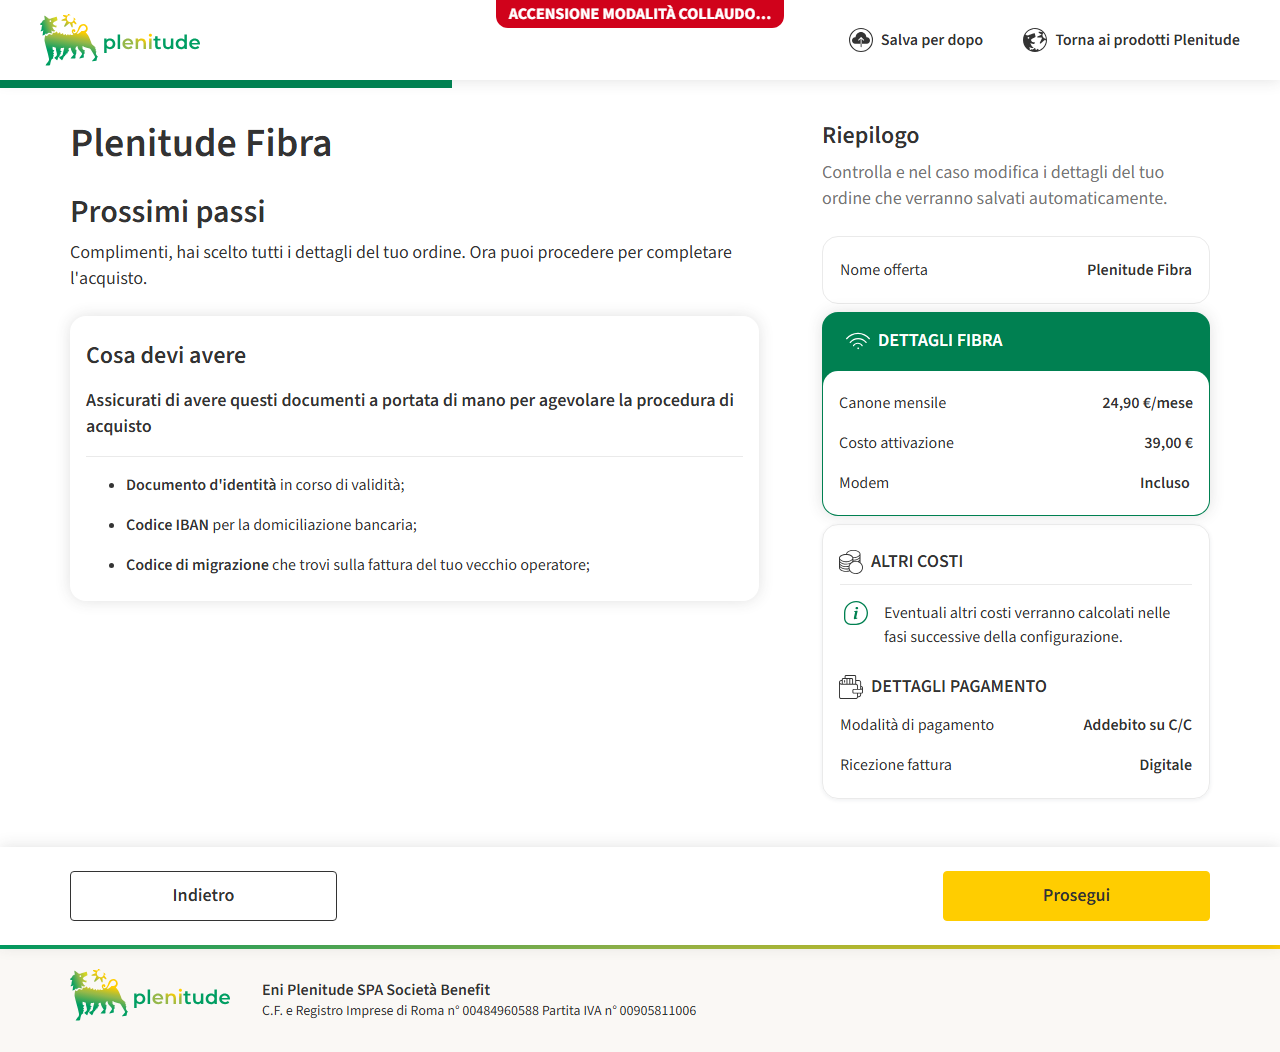 ACCENSIONE MODALITÀ COLLAUDO...
plenitude
Salva per dopo
Torna ai prodotti Plenitude
Plenitude Fibra
Prossimi passi
Complimenti, hai scelto tutti i dettagli del tuo ordine. Ora puoi procedere per completare
l'acquisto.
Cosa devi avere
Assicurati di avere questi documenti a portata di mano per agevolare la procedura di
acquisto
• Documento d'identità in corso di validità;
• Codice IBAN per la domiciliazione bancaria;
• Codice di migrazione che trovi sulla fattura del tuo vecchio operatore;
Riepilogo
Controlla e nel caso modifica i dettagli del tuo
ordine che verranno salvati automaticamente.
Nome offerta Plenitude Fibra
DETTAGLI FIBRA
Canone mensile 24,90 €/mese
Costo attivazione 39,00 €
Modem Incluso
ALTRI COSTI
i Eventuali altri costi verranno calcolati nelle
fasi successive della configurazione.
DETTAGLI PAGAMENTO
Modalità di pagamento Addebito su C/C
Ricezione fattura Digitale
Indietro
Prosegui
plenitude
Eni Plenitude SPA Società Benefit
C.F. e Registro Imprese di Roma n° 00484960588 Partita IVA n° 00905811006